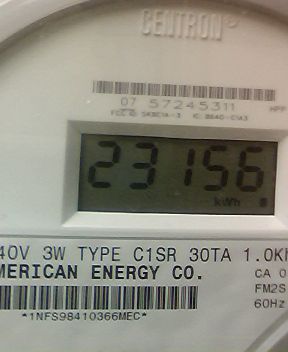 CENTRON®
07 57245311
23156
kWh
40V 3W TYPE C1SR 30TA 1.0Kh
MERICAN ENERGY CO.
CA 0
FM2S
60Hz
*1NFS98410366MEC*